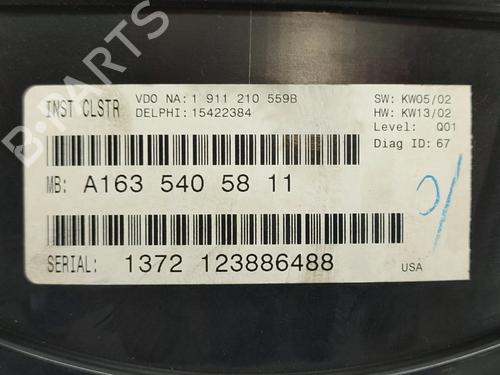 INST CLSTR
VDO NA: 1 911 210 559B
DELPHI: 15422384
SW: KW05/02
HW: KW13/02
Level: Q01
Diag ID: 67
MB: A163 540 58 11
SERIAL: 1372 123886488
USA
B-PARTS